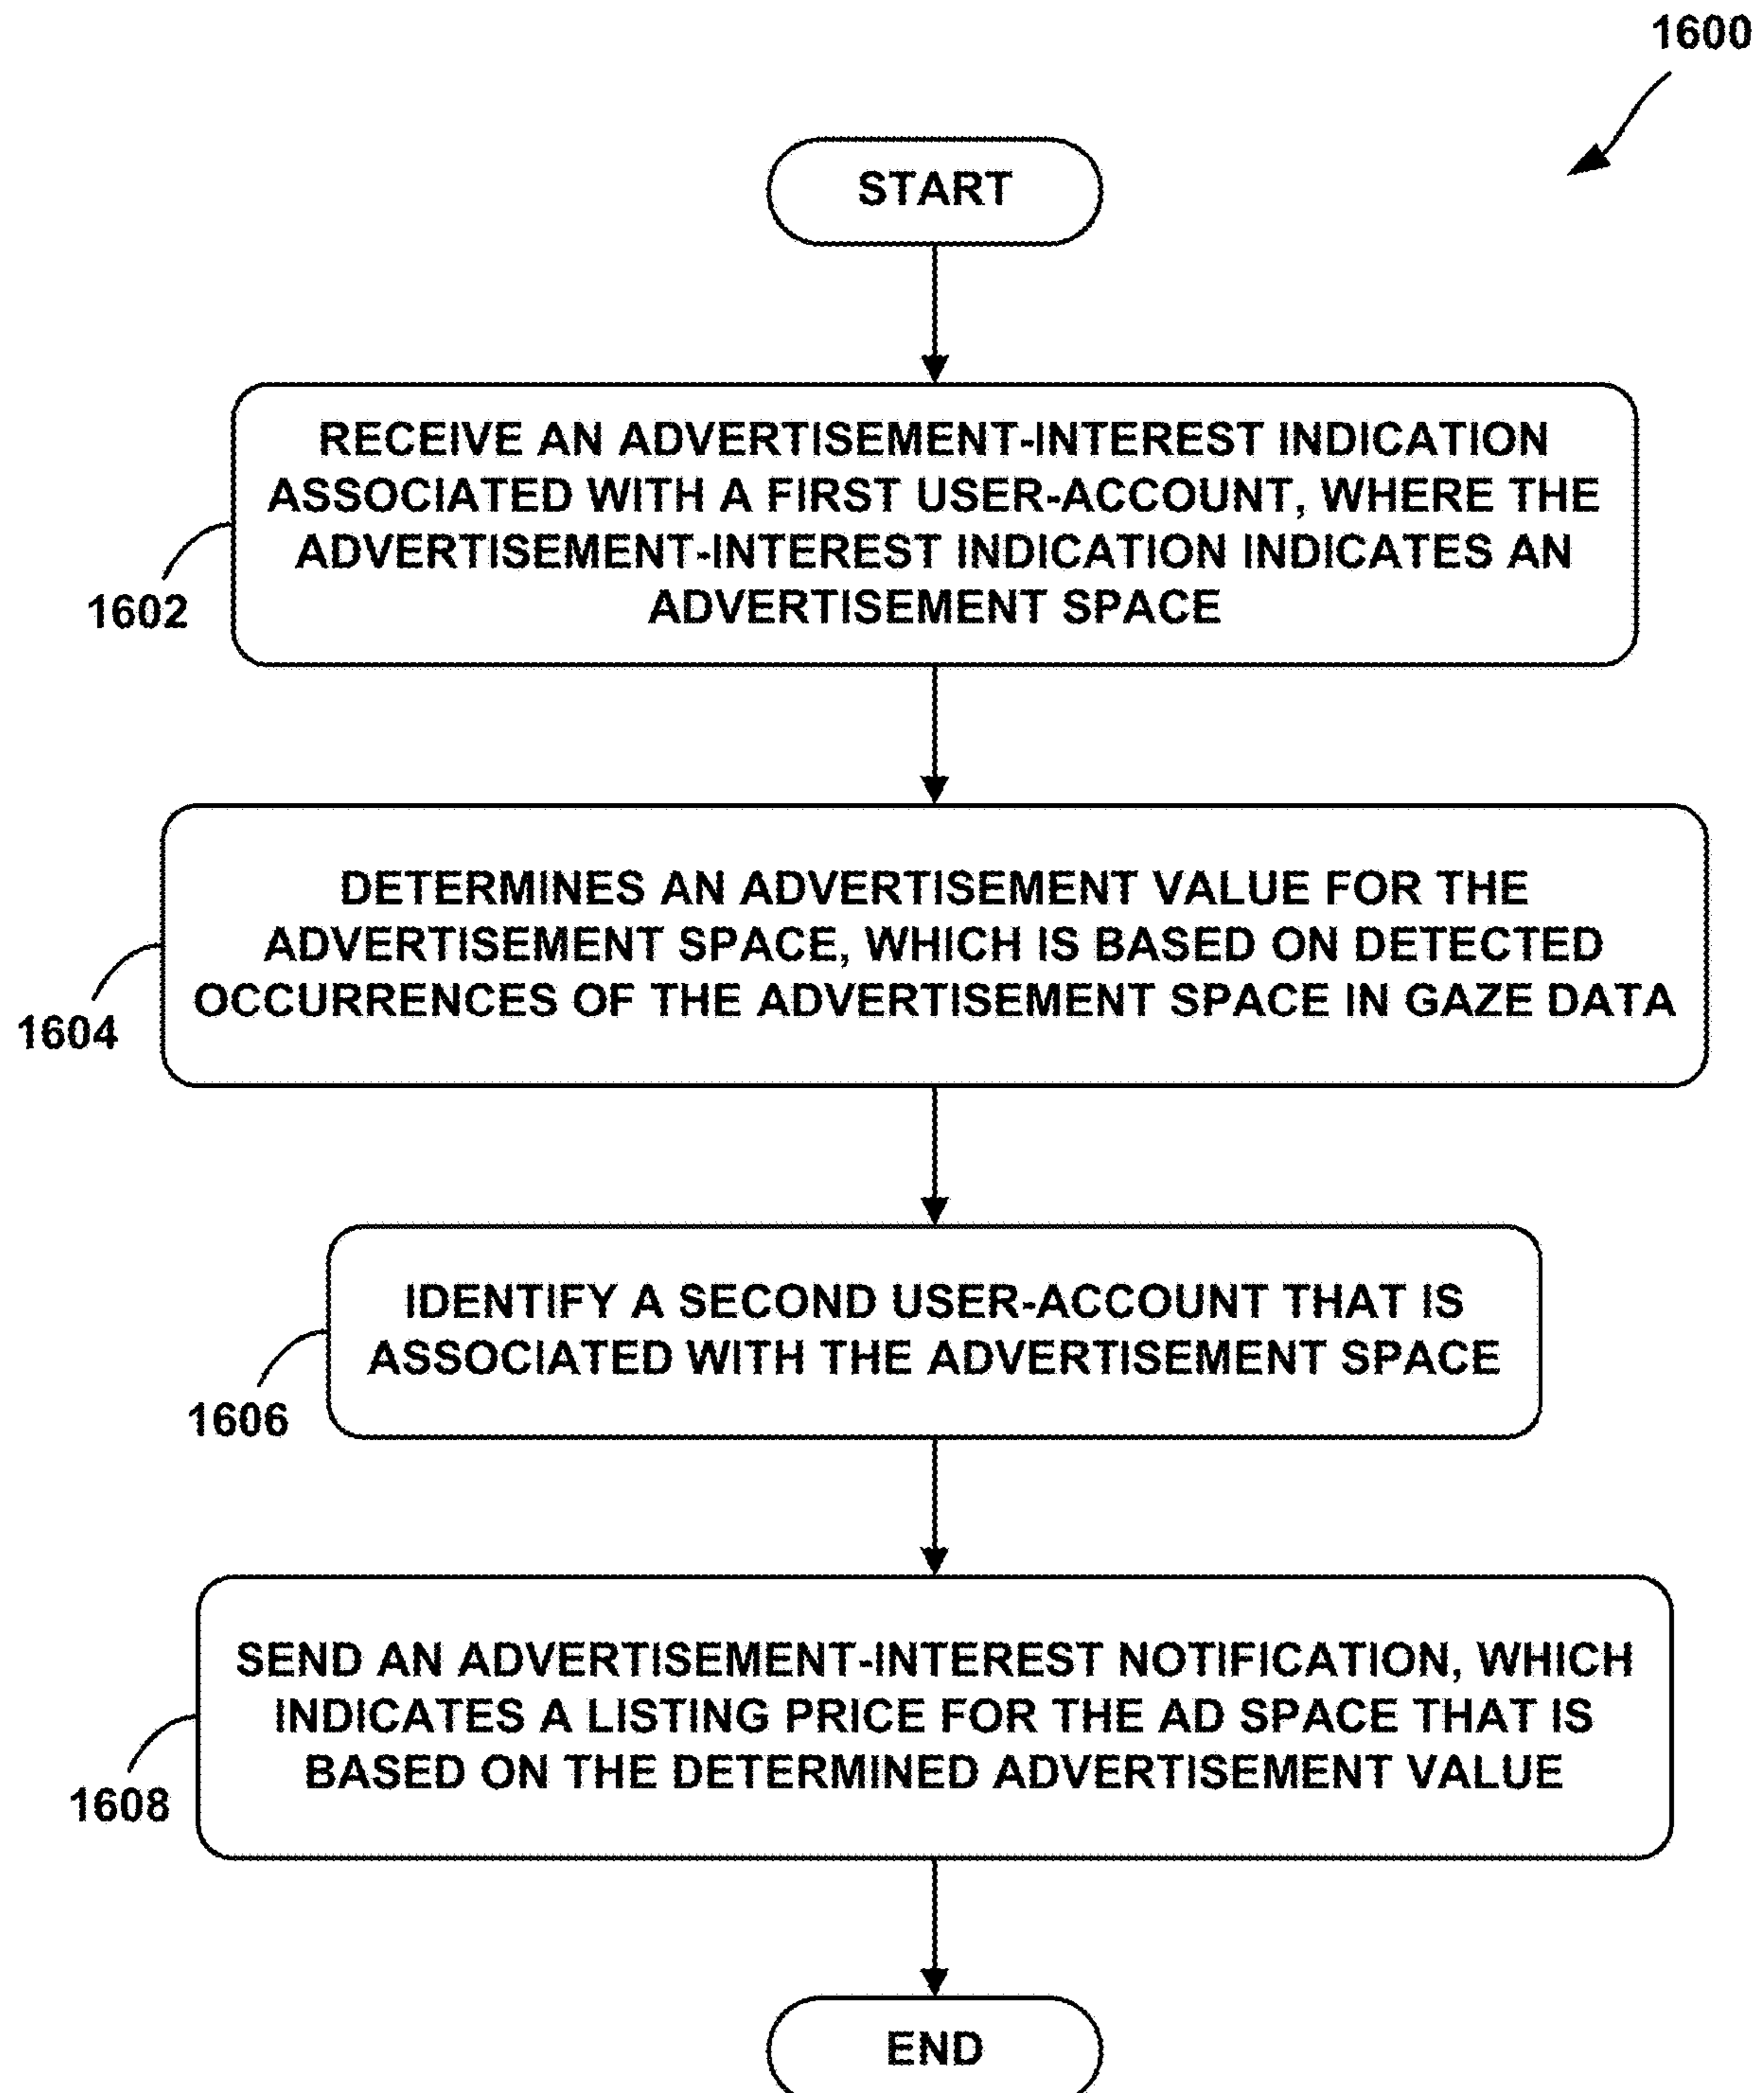 1600
START
RECEIVE AN ADVERTISEMENT-INTEREST INDICATION
ASSOCIATED WITH A FIRST USER-ACCOUNT, WHERE THE
ADVERTISEMENT-INTEREST INDICATION INDICATES AN
ADVERTISEMENT SPACE
1602
DETERMINES AN ADVERTISEMENT VALUE FOR THE
ADVERTISEMENT SPACE, WHICH IS BASED ON DETECTED
OCCURRENCES OF THE ADVERTISEMENT SPACE IN GAZE DATA
1604
IDENTIFY A SECOND USER-ACCOUNT THAT IS
ASSOCIATED WITH THE ADVERTISEMENT SPACE
1606
SEND AN ADVERTISEMENT-INTEREST NOTIFICATION, WHICH
INDICATES A LISTING PRICE FOR THE AD SPACE THAT IS
BASED ON THE DETERMINED ADVERTISEMENT VALUE
1608
END